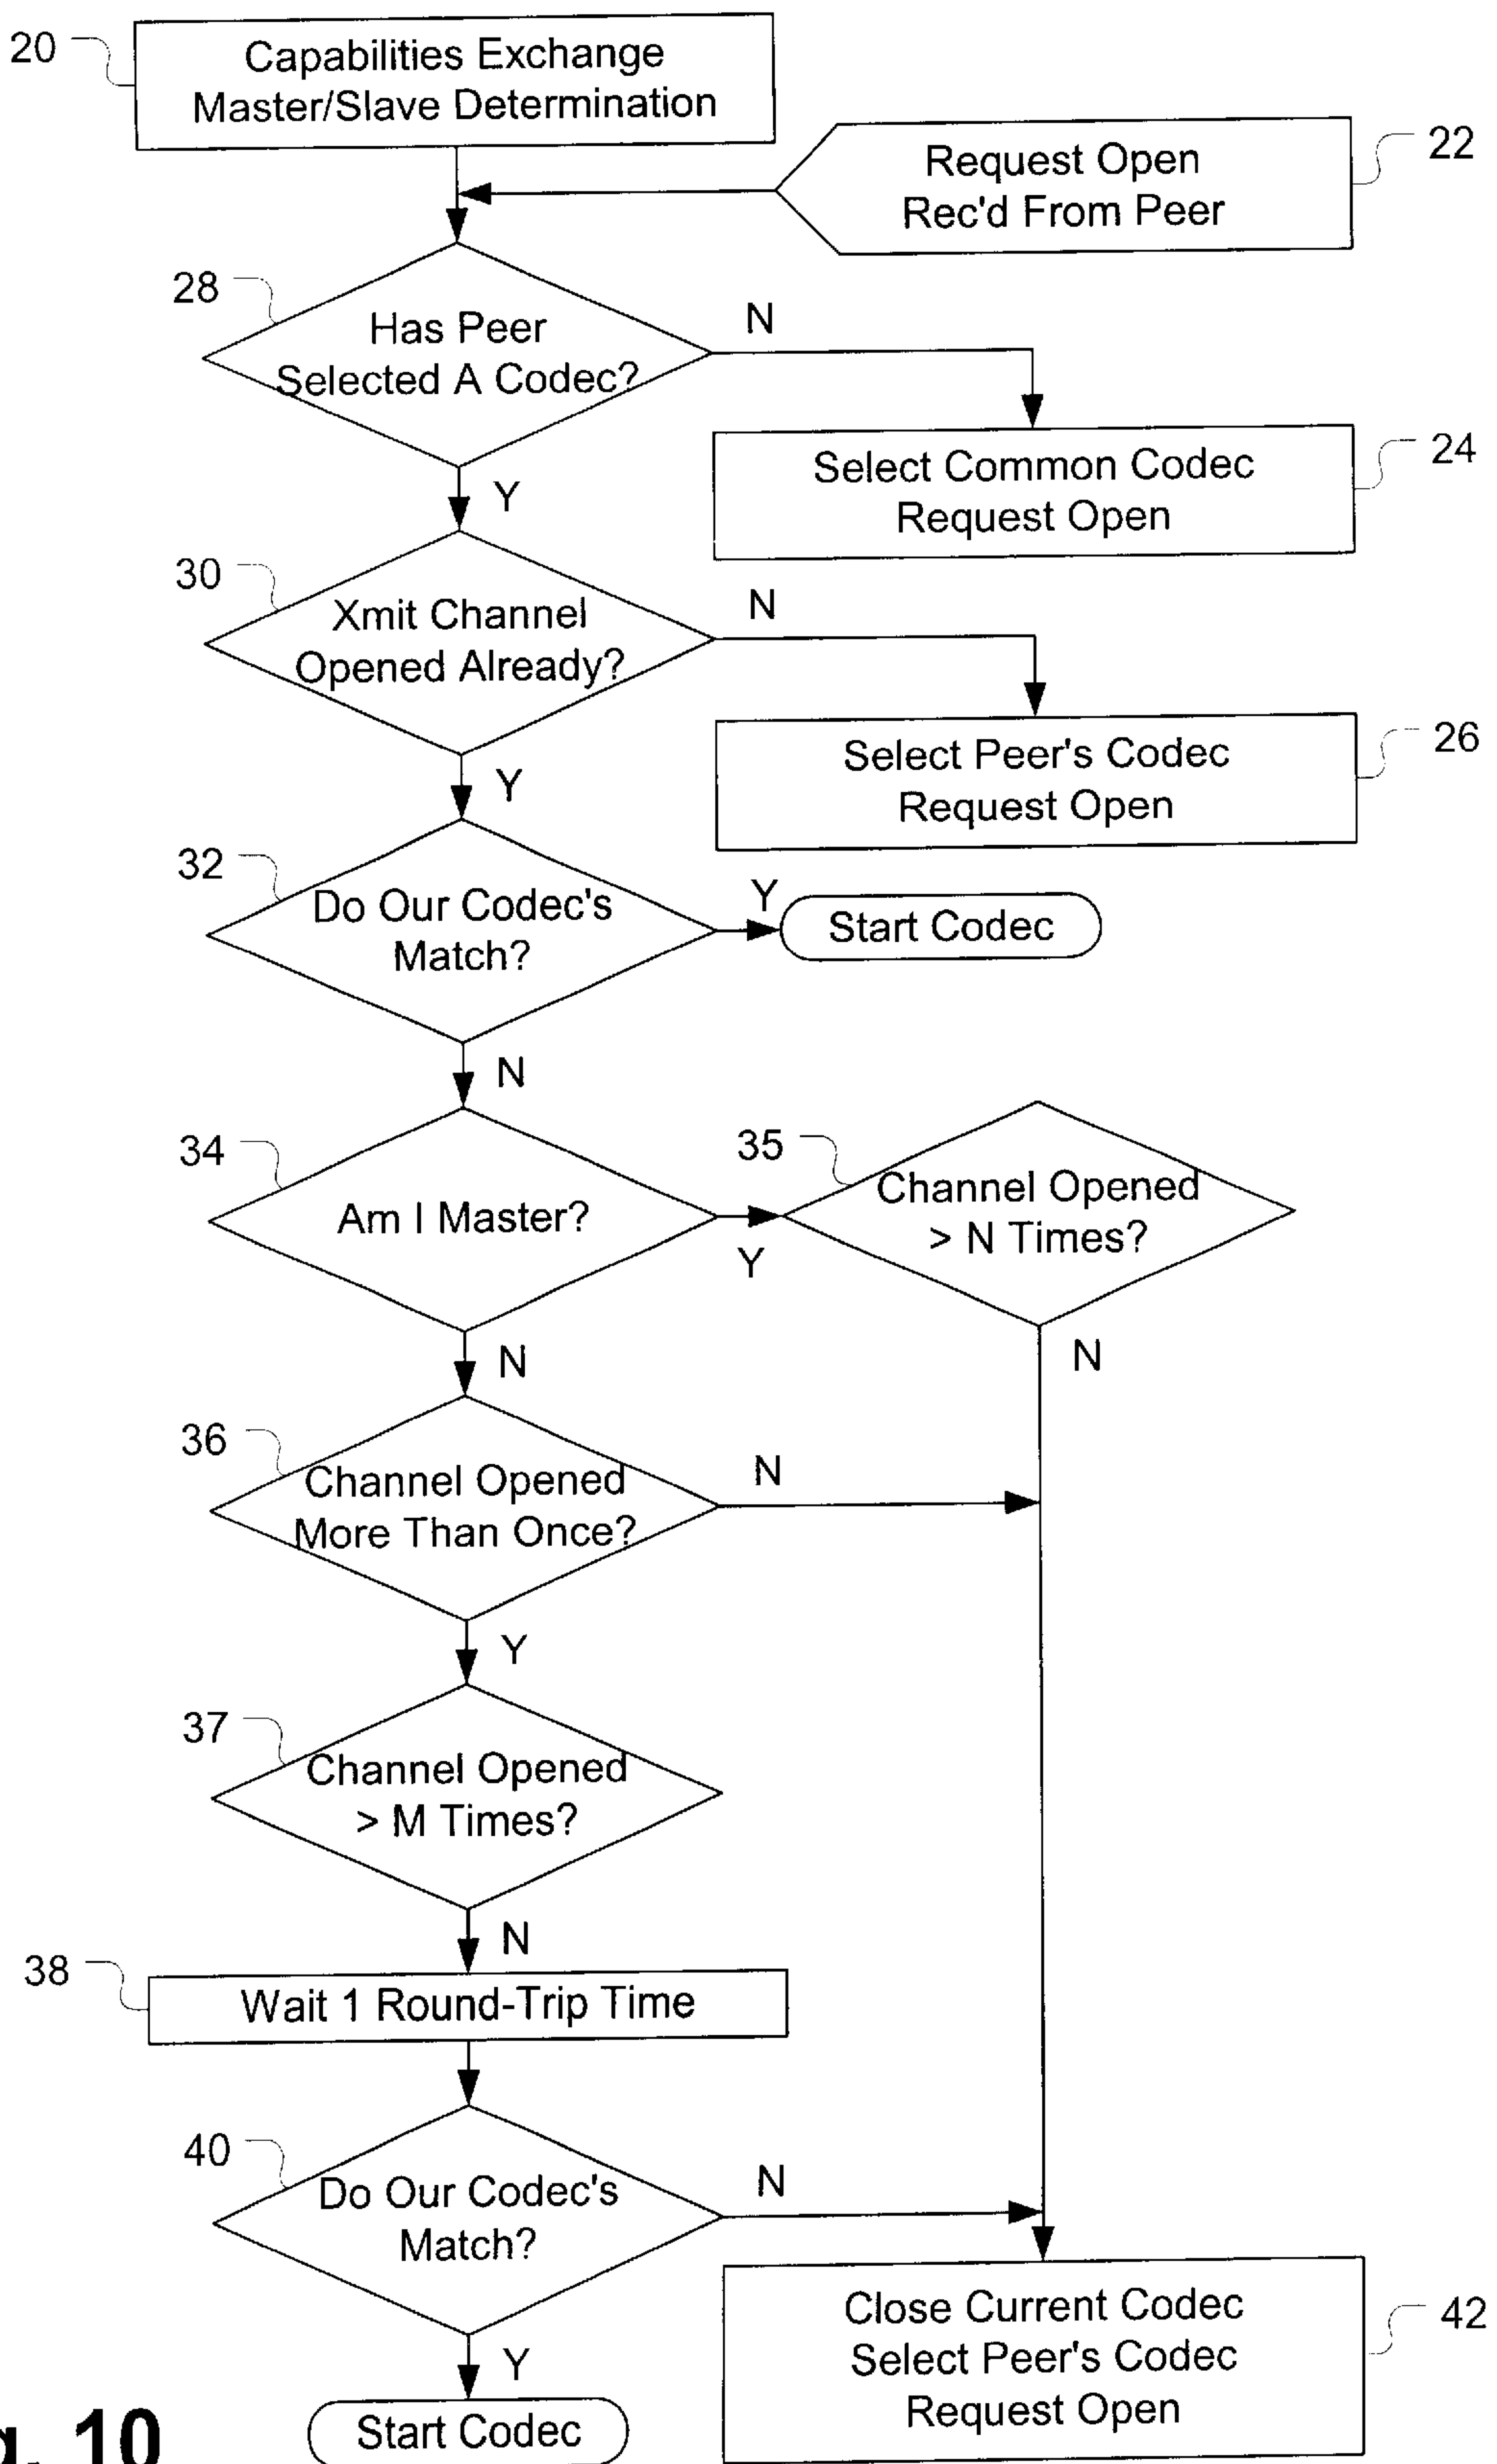 20
Capabilities Exchange
Master/Slave Determination
Request Open
Rec'd From Peer
22
28
Has Peer
Selected A Codec?
N
Select Common Codec
Request Open
24
Y
30
Xmit Channel
Opened Already?
N
Select Peer's Codec
Request Open
26
Y
32
Do Our Codec's
Match?
Y
Start Codec
N
34
Am I Master?
Y
35
Channel Opened
> N Times?
N
N
36
Channel Opened
More Than Once?
N
Y
37
Channel Opened
> M Times?
N
38
Wait 1 Round-Trip Time
40
Do Our Codec's
Match?
N
Close Current Codec
Select Peer's Codec
Request Open
42
Y
Start Codec
g. 10